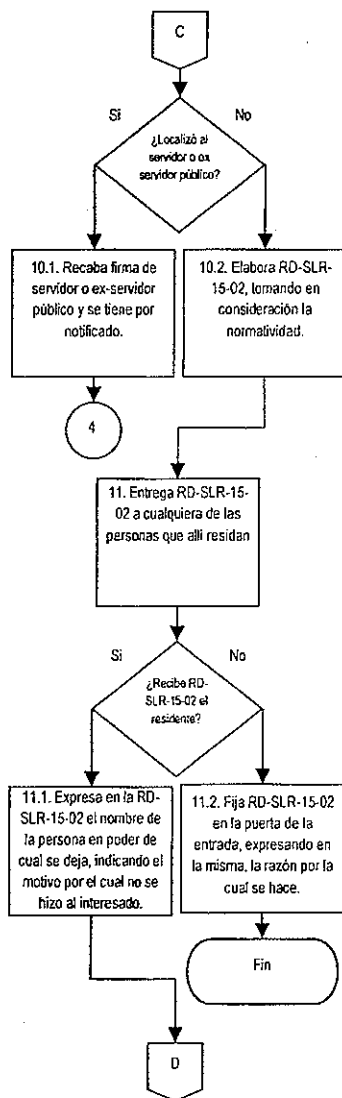 C
Si
No
¿Localizó al
servidor o ex
servidor público?
10.1. Recaba firma de
servidor o ex-servidor
público y se tiene por
notificado.
10.2. Elabora RD-SLR-
15-02, tomando en
consideración la
normatividad.
4
11. Entrega RD-SLR-15-
02 a cualquiera de las
personas que allí residan
Si
No
¿Recibe RD-
SLR-15-02 el
residente?
11.1. Expresa en la RD-
SLR-15-02 el nombre de
la persona en poder de
cual se deja, indicando el
motivo por el cual no se
hizo al interesado.
11.2. Fija RD-SLR-15-02
en la puerta de la
entrada, expresando en
la misma, la razón por la
cual se hace.
Fin
D